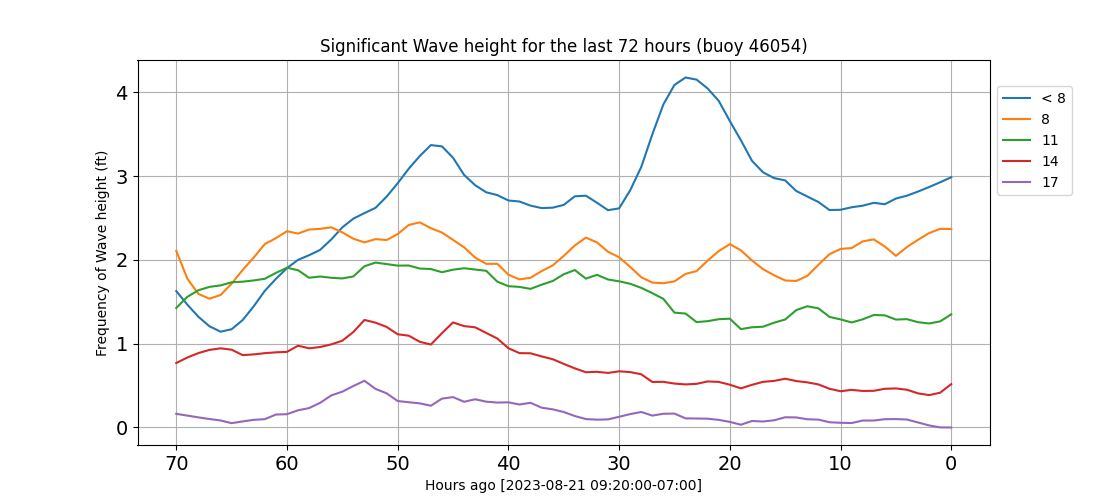 Significant Wave height for the last 72 hours (buoy 46054)
Frequency of Wave height (ft)
4
3
2
1
0
70 60 50 40 30 20 10 0
Hours ago [2023-08-21 09:20:00-07:00]
< 8
8
11
14
17